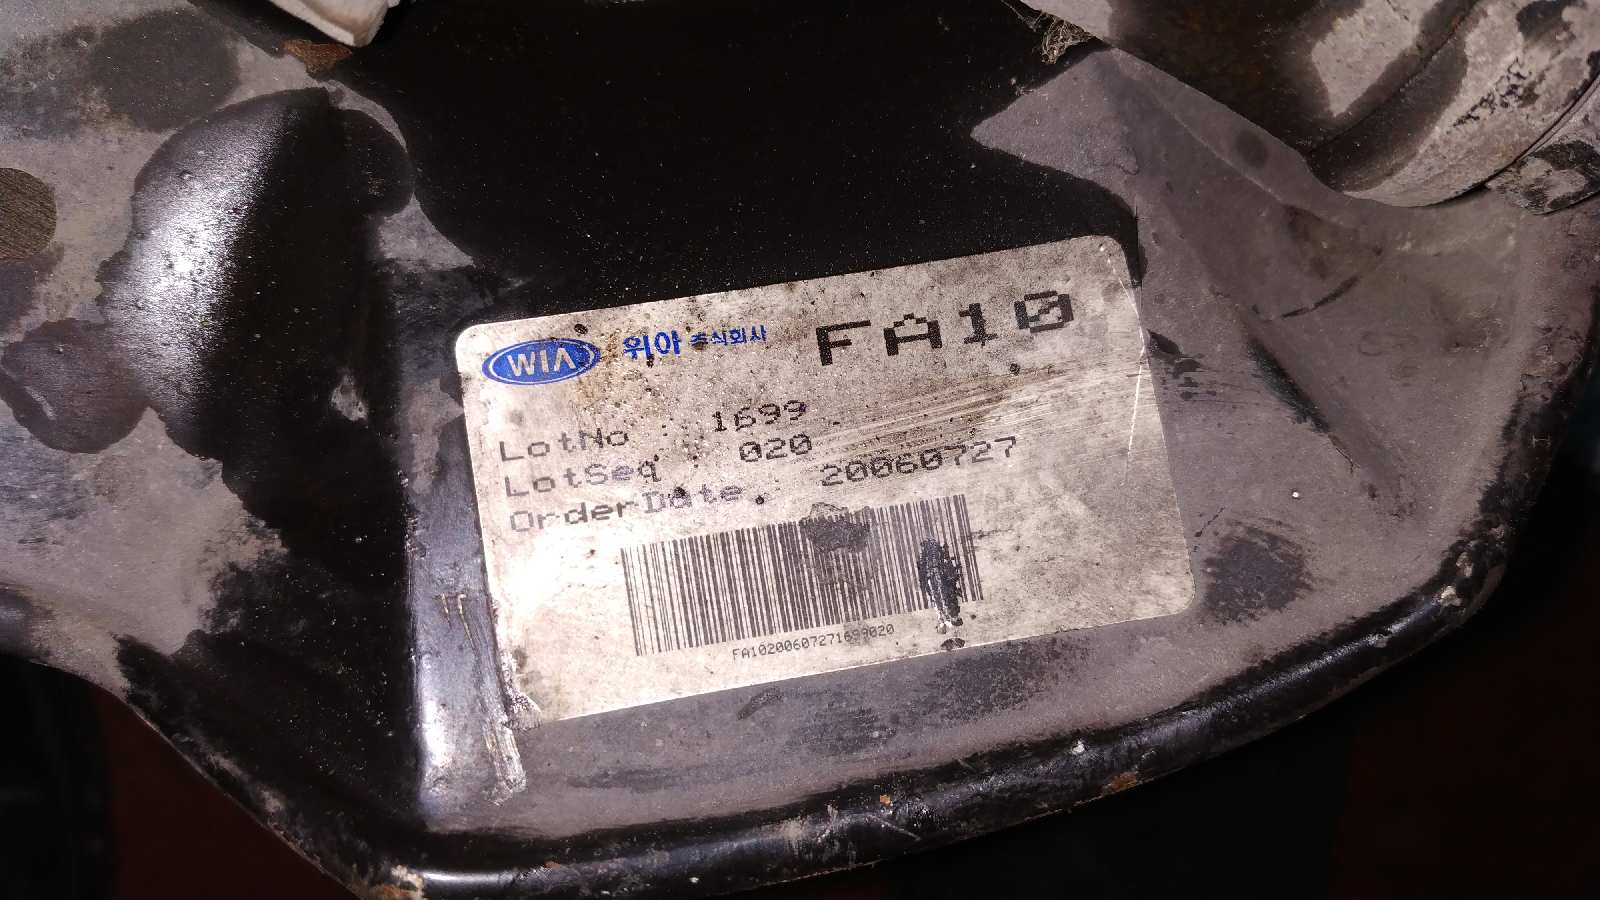 WIA 위아 주식회사 FA10
LotNo 1699
LotSeq 020
OrderDate. 20060727
FA10200607271699020